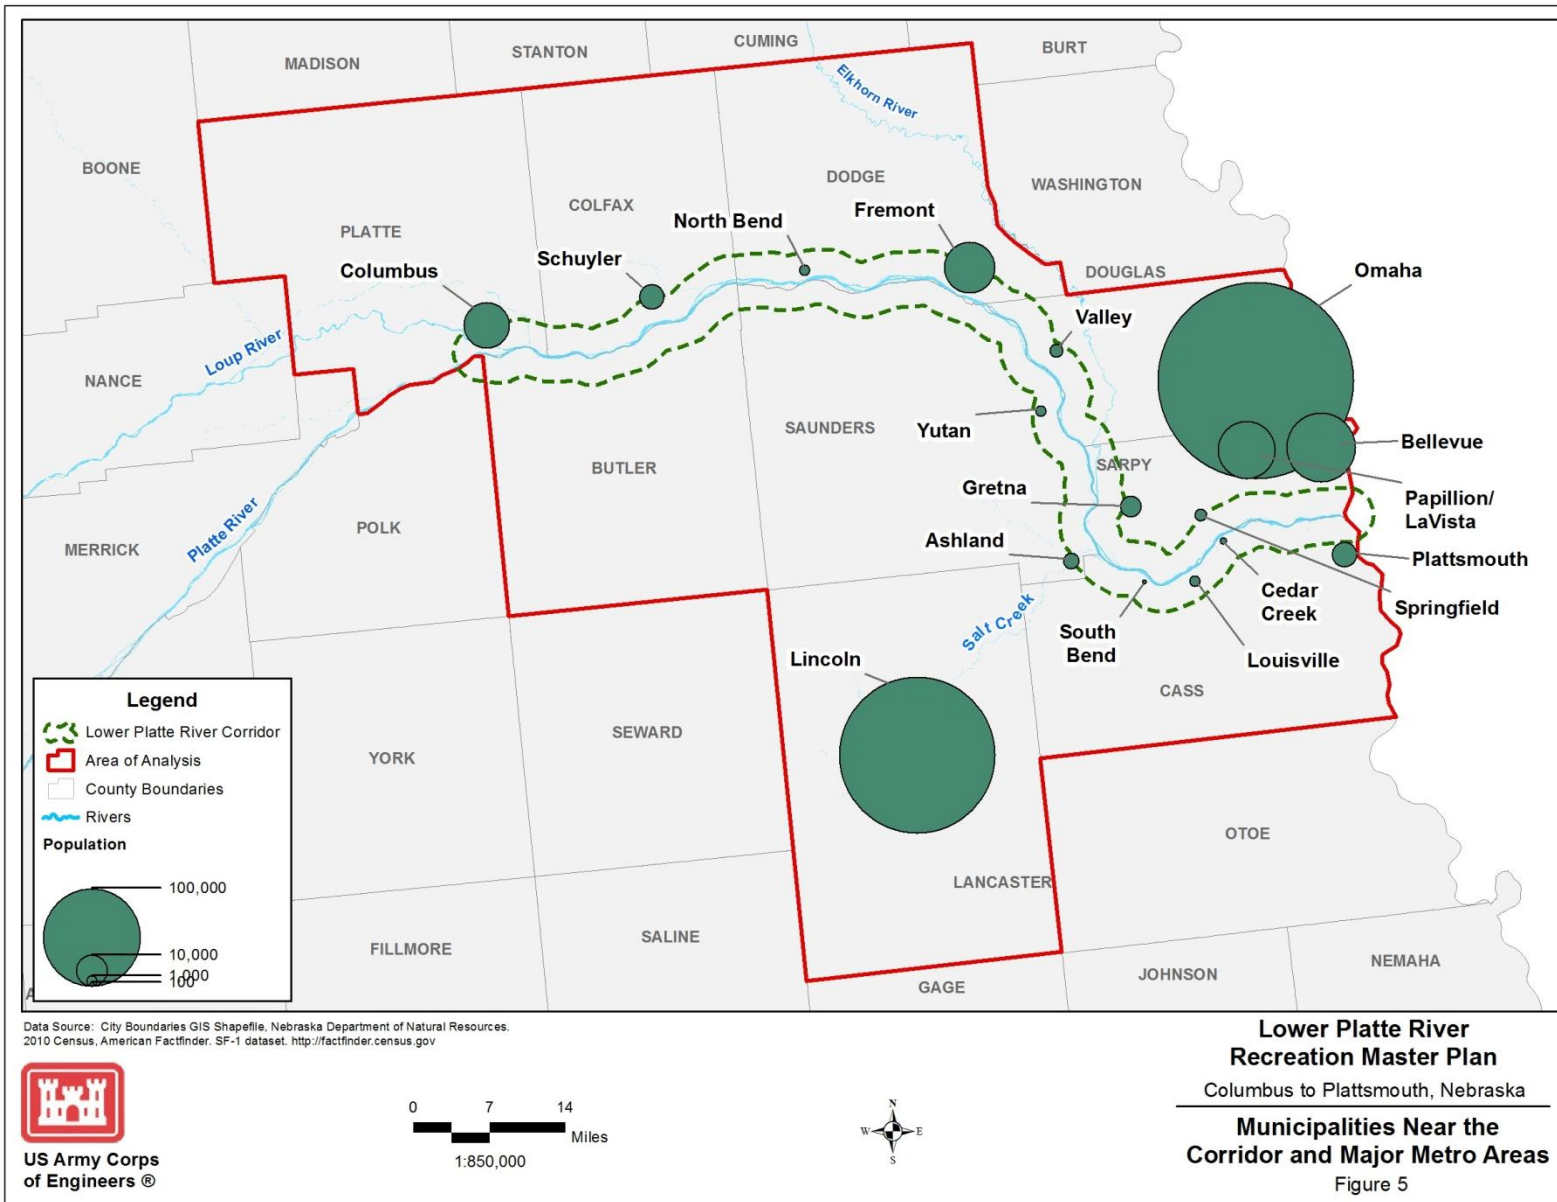 MADISON
STANTON
CUMING
BURT
Elkhorn River
BOONE
DODGE
WASHINGTON
COLFAX
PLATTE
North Bend
Fremont
Schuyler
Columbus
DOUGLAS
Omaha
Valley
Loup River
NANCE
SAUNDERS
Yutan
BUTLER
SARPY
Bellevue
Gretna
Papillion/
LaVista
Platte River
POLK
MERRICK
Ashland
Plattsmouth
Cedar
Creek
Springfield
Salt Creek
South
Bend
Louisville
Lincoln
CASS
Legend
Lower Platte River Corridor
Area of Analysis
County Boundaries
Rivers
Population
100,000
10,000
1,000
100
SEWARD
YORK
OTOE
LANCASTER
FILLMORE
SALINE
GAGE
JOHNSON
NEMAHA
Data Source: City Boundaries GIS Shapefile, Nebraska Department of Natural Resources.
2010 Census, American Factfinder. SF-1 dataset. http://factfinder.census.gov
US Army Corps
of Engineers ®
0 7 14
Miles
1:850,000
N
W E
S
Lower Platte River
Recreation Master Plan
Columbus to Plattsmouth, Nebraska
Municipalities Near the
Corridor and Major Metro Areas
Figure 5